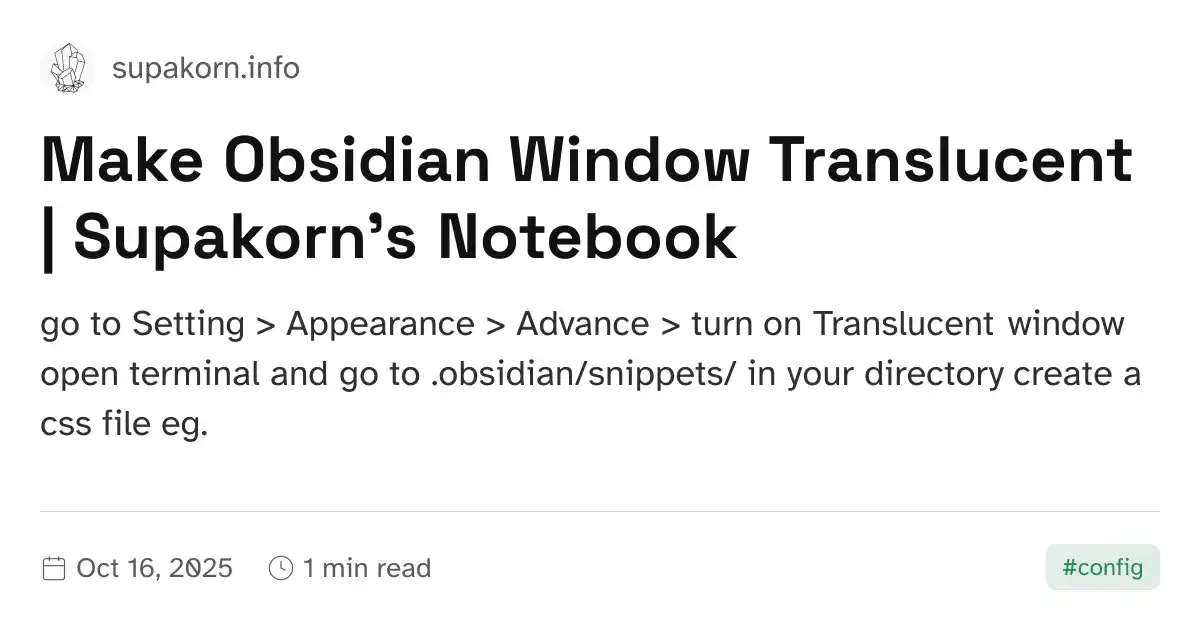 supakorn.info
Make Obsidian Window Translucent
| Supakorn’s Notebook
go to Setting > Appearance > Advance > turn on Translucent window
open terminal and go to .obsidian/snippets/ in your directory create a
css file eg.
Oct 16, 2025 1 min read #config